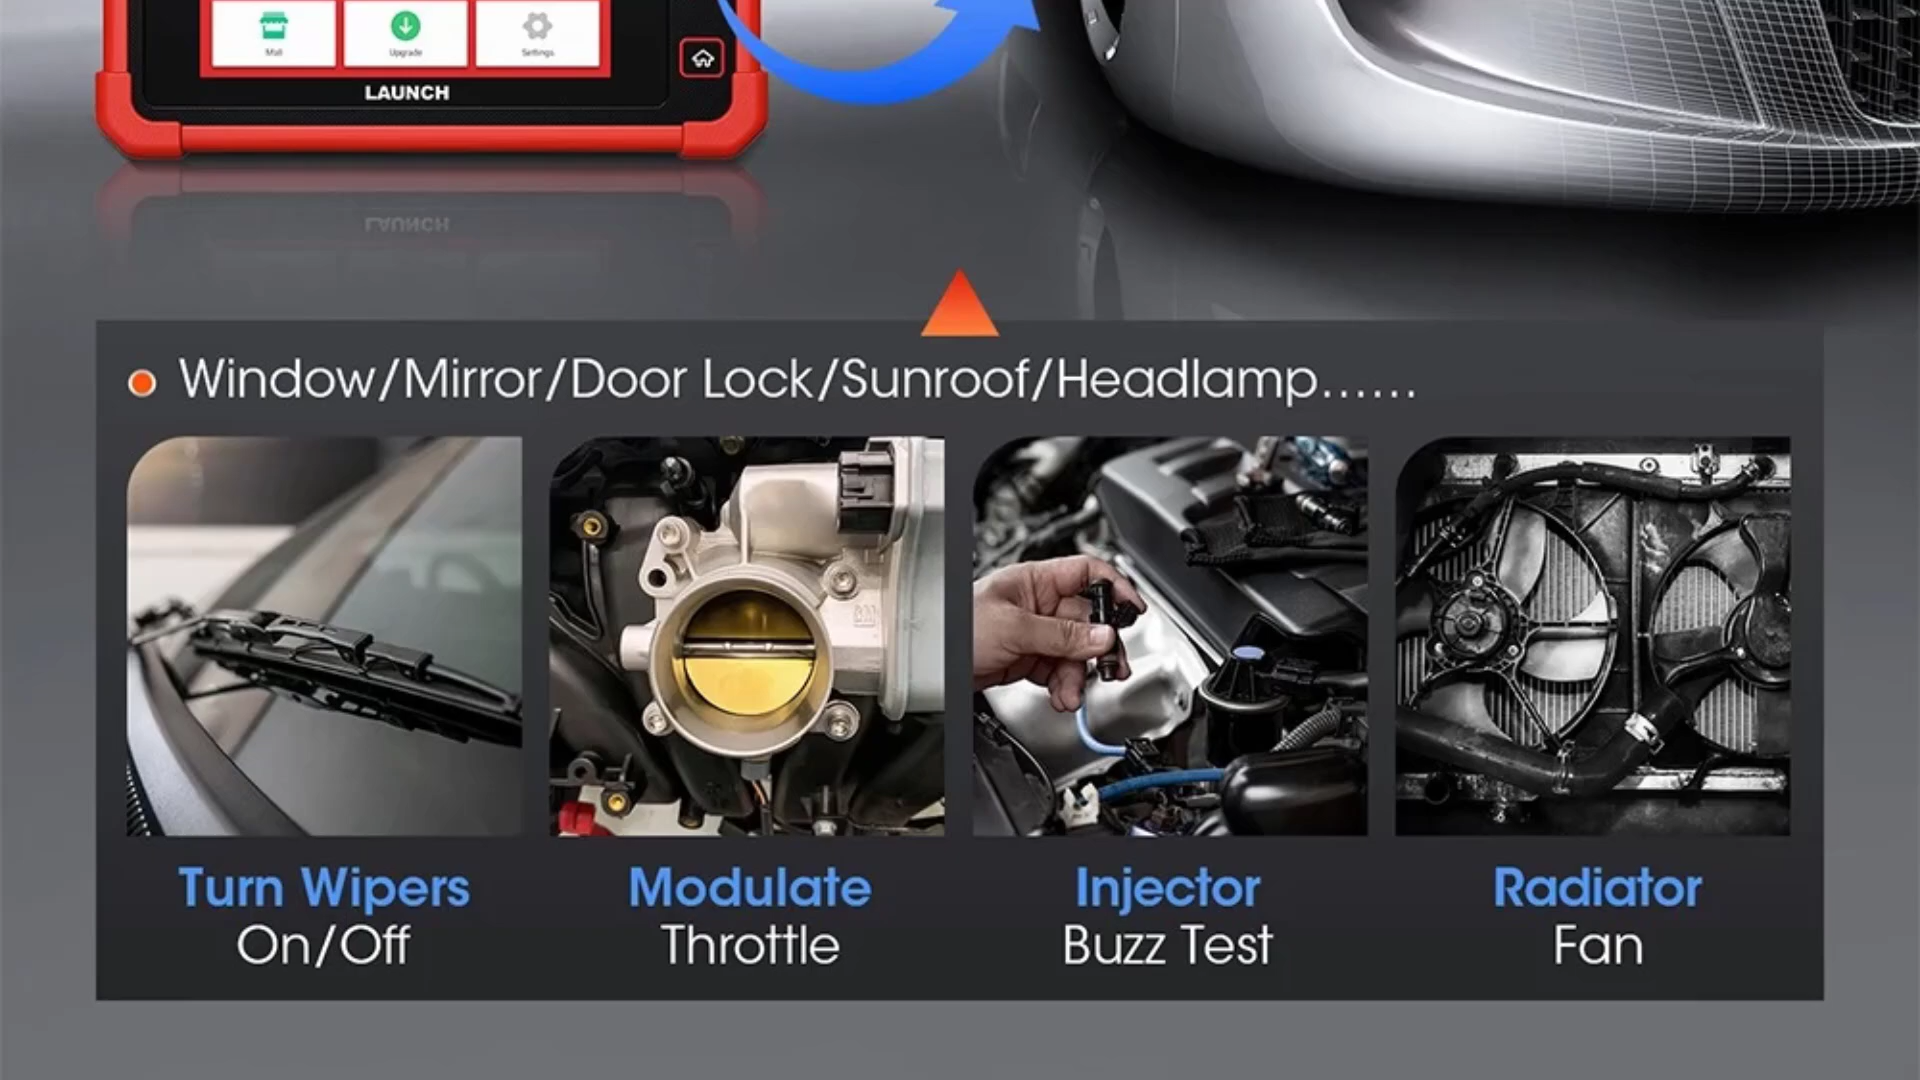 Mall
Upgrade
Settings
LAUNCH
Window/Mirror/Door Lock/Sunroof/Headlamp......
Turn Wipers
On/Off
Modulate
Throttle
Injector
Buzz Test
Radiator
Fan